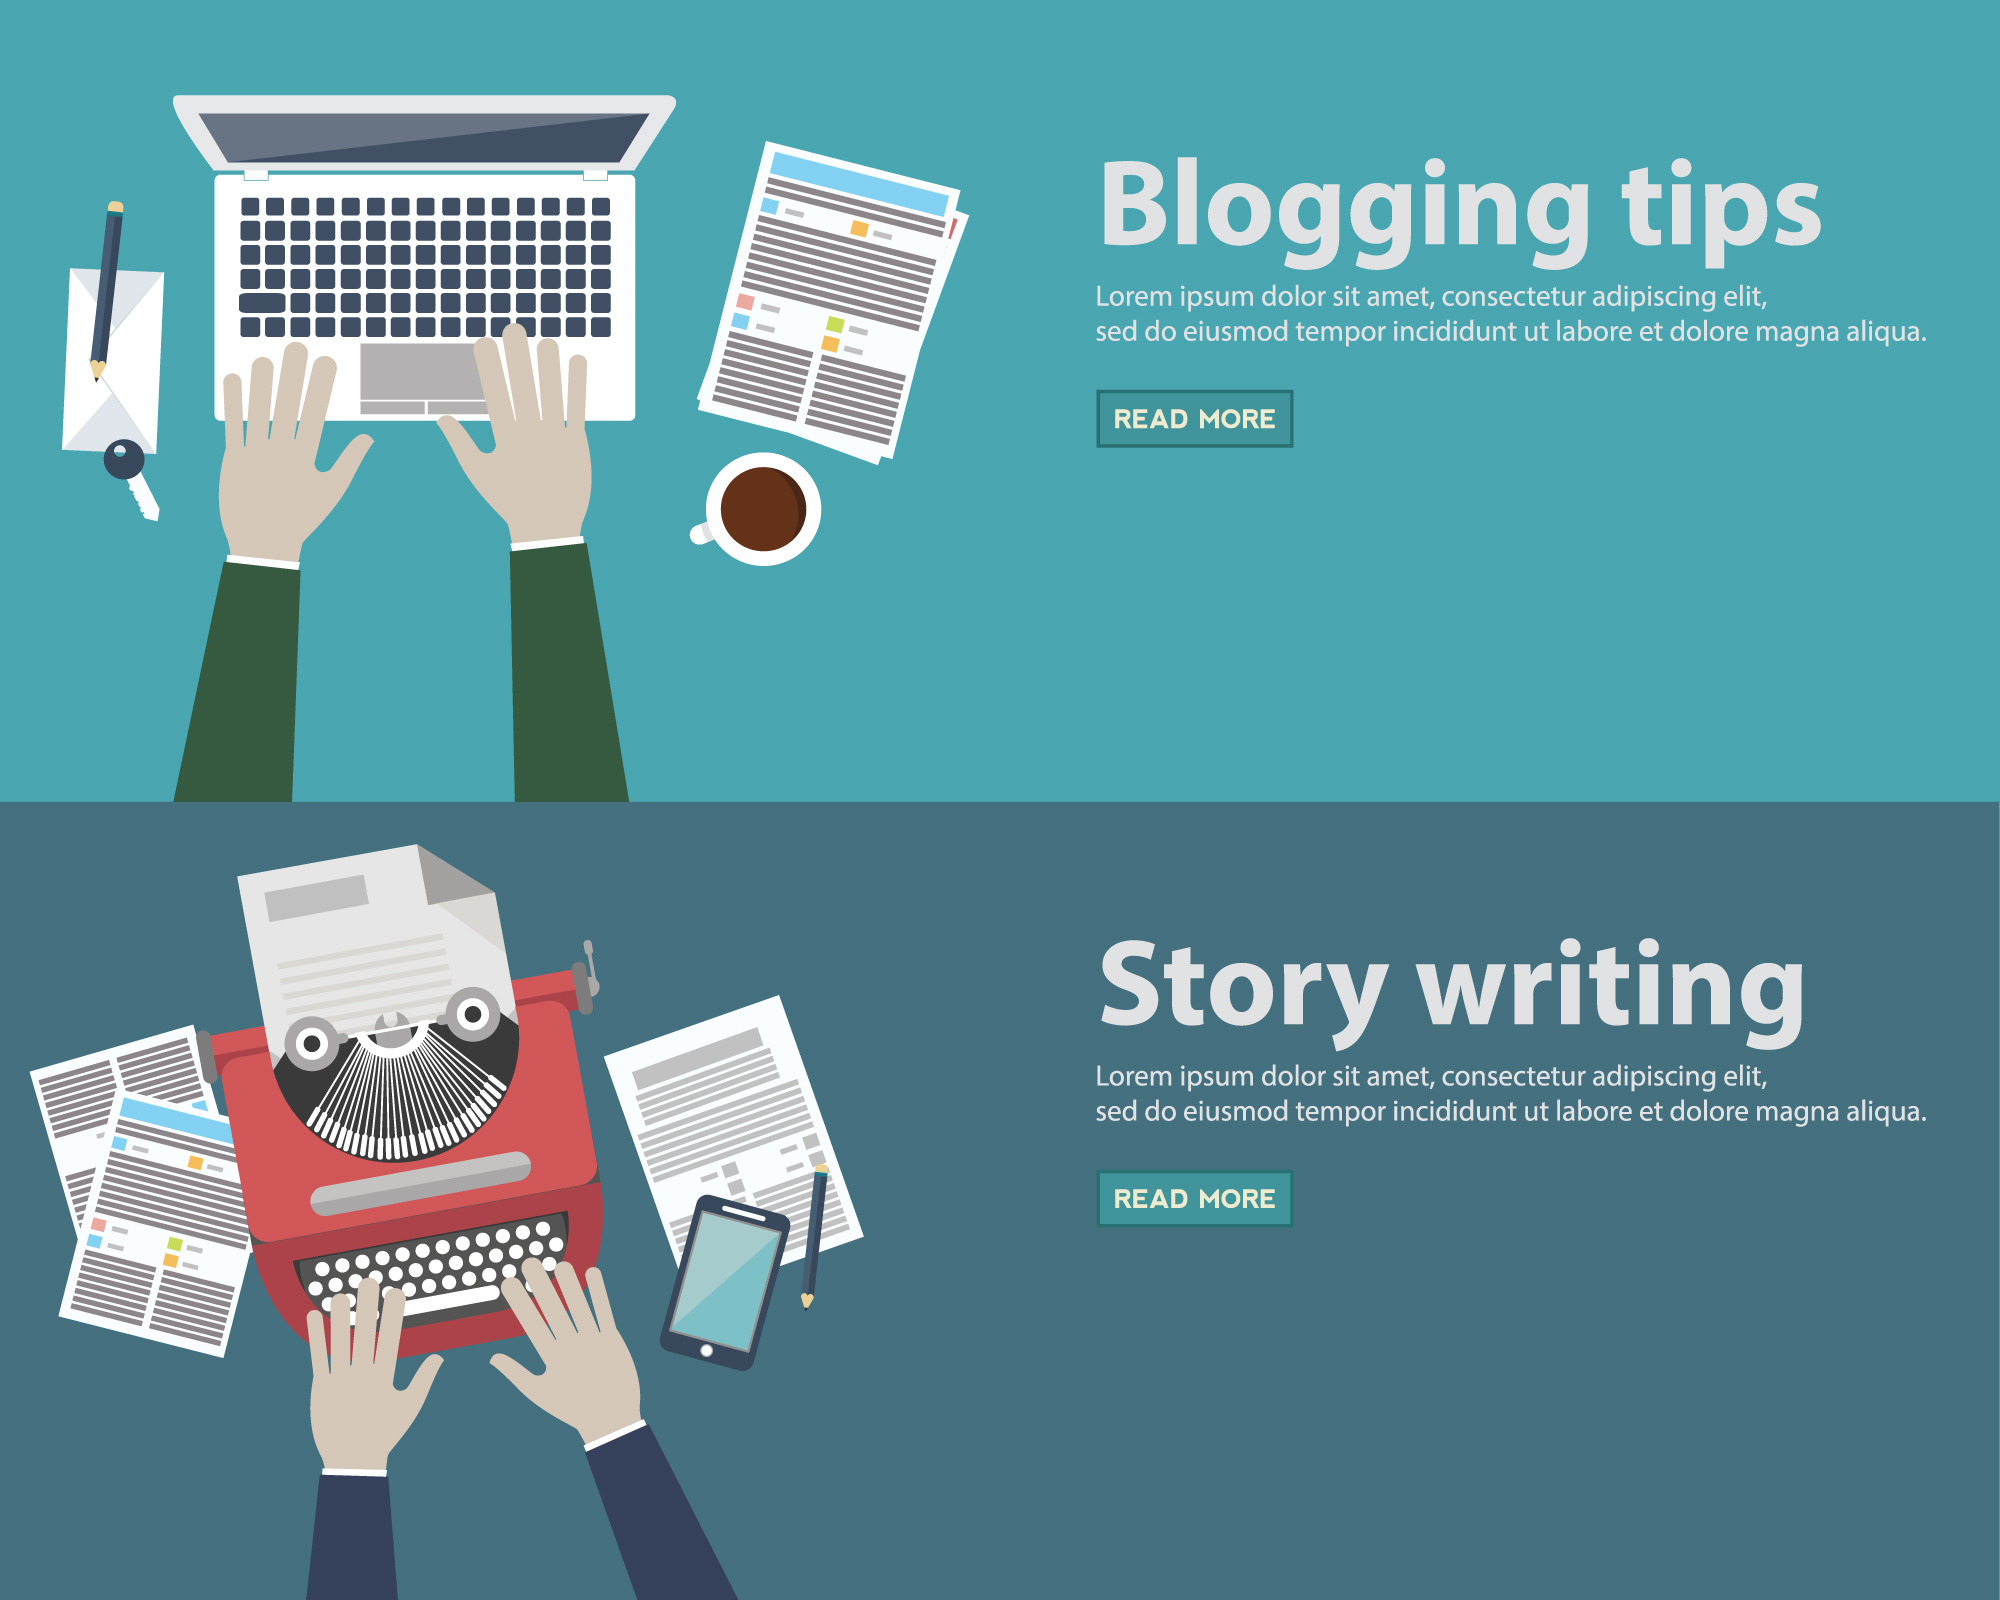 Blogging tips
Lorem ipsum dolor sit amet, consectetur adipiscing elit,
sed do eiusmod tempor incididunt ut labore et dolore magna aliqua.
READ MORE
Story writing
Lorem ipsum dolor sit amet, consectetur adipiscing elit,
sed do eiusmod tempor incididunt ut labore et dolore magna aliqua.
READ MORE